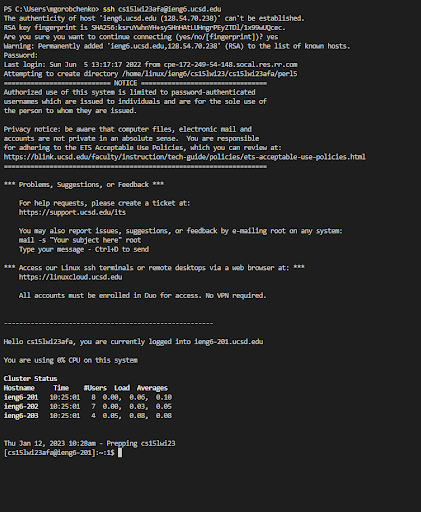 PS C:\Users\mgorobchenko> ssh cs15lwi23afa@ieng6.ucsd.edu
The authenticity of host 'ieng6.ucsd.edu (128.54.70.238)' can't be established.
RSA key fingerprint is
Are you sure you want to continue connecting (yes/no/[fingerprint])? yes
Warning: Permanently added 'ieng6.ucsd.edu,128.54.70.238' (RSA) to the list of known hosts.
Password:
Last login: Sun Jun 5 13:17:17 2022 from cpe-172-249-54-148.socal.res.rr.com
Attempting to create directory /home/linux/ieng6/cs15lwi23/cs15lwi23afa/perl5
============================ NOTICE ============================
Authorized use of this system is limited to password-authenticated
usernames which are issued to individuals and are for the sole use of
the person to whom they are issued.
Privacy notice: be aware that computer files, electronic mail and
accounts are not private in an absolute sense. You are responsible
for adhering to the ETS Acceptable Use Policies, which you can review at:
https://blink.ucsd.edu/faculty/instruction/tech-guide/policies/ets-acceptable-use-policies.html
================================================================
*** Problems, Suggestions, or Feedback ***
For help requests, please create a ticket at:
https://support.ucsd.edu/its
You may also report issues, suggestions, or feedback by e-mailing root on any system:
mail -s "Your subject here" root
Type your message - Ctrl+D to send
*** Access our Linux ssh terminals or remote desktops via a web browser at: ***
https://linuxcloud.ucsd.edu
All accounts must be enrolled in Duo for access. No VPN required.
----------------------------------------------------
Hello cs15lwi23afa, you are currently logged into ieng6-201.ucsd.edu
You are using 0% CPU on this system
Cluster Status
Hostname Time #Users Load Averages
ieng6-201 10:25:01 8 0.00, 0.06, 0.10
ieng6-202 10:25:01 7 0.00, 0.03, 0.05
ieng6-203 10:25:01 4 0.05, 0.08, 0.08
Thu Jan 12, 2023 10:28am - Prepping cs15lwi23
[cs15lwi23afa@ieng6-201]:~:1$